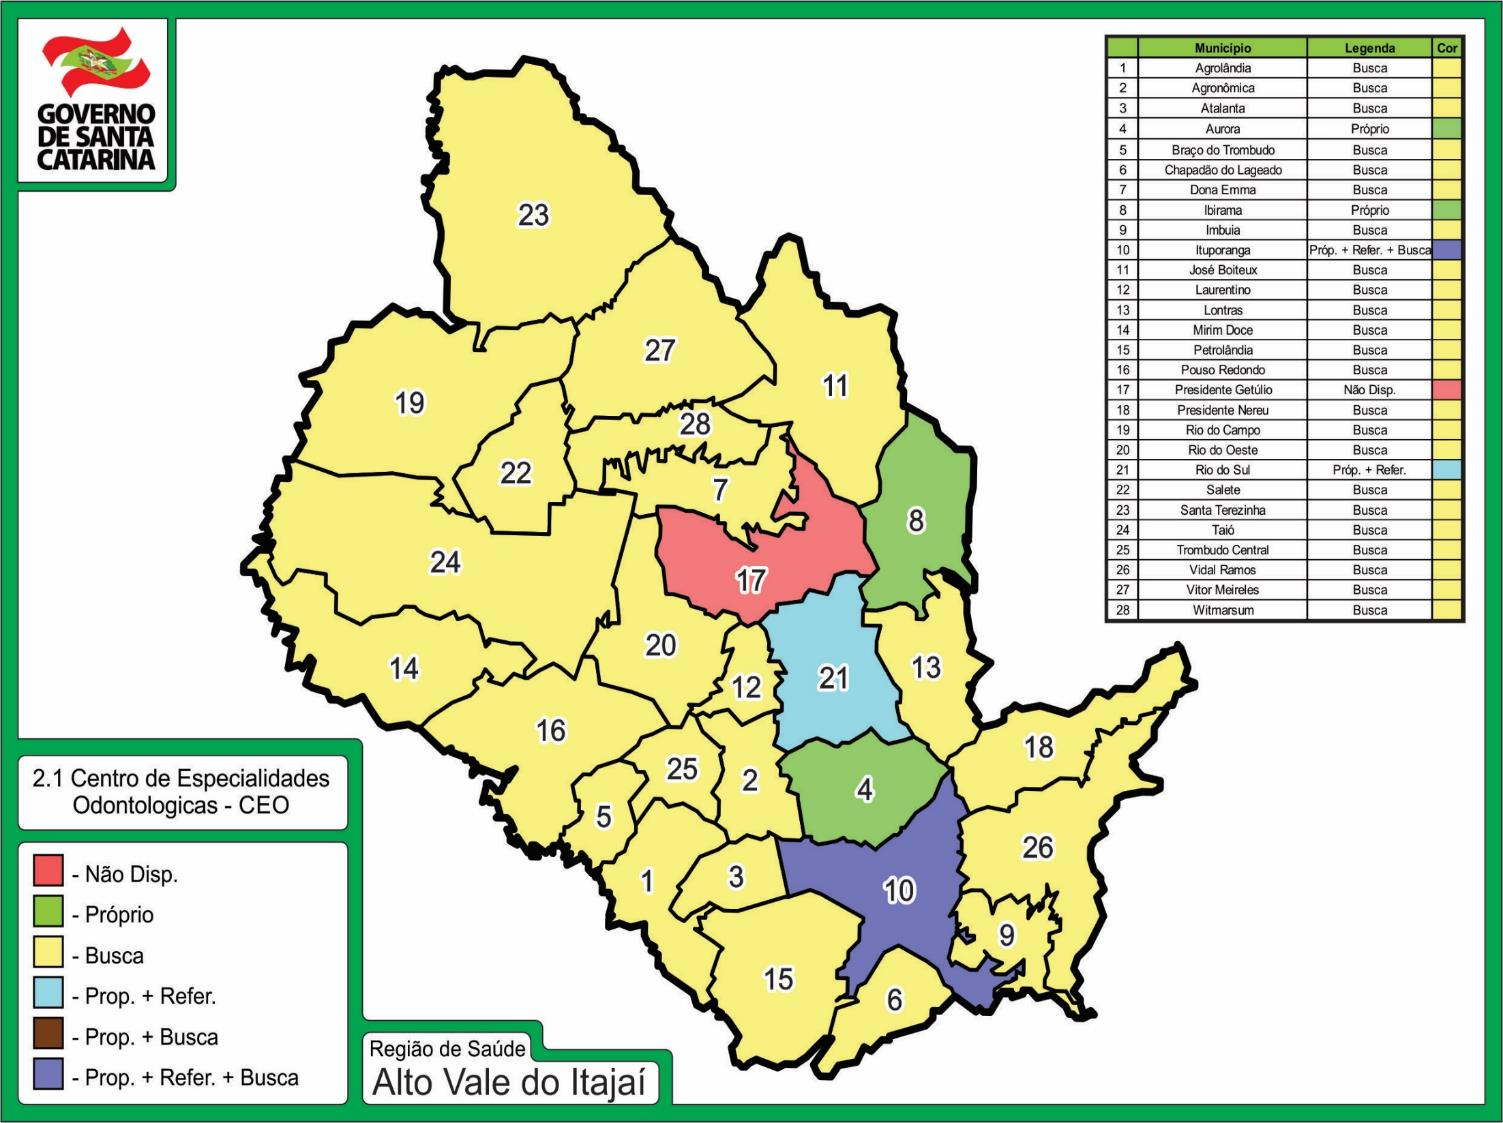 GOVERNO
DE SANTA
CATARINA
Município Legenda Cor
1 Agrolândia Busca
2 Agronômica Busca
3 Atalanta Busca
4 Aurora Próprio
5 Braço do Trombudo Busca
6 Chapadão do Lageado Busca
7 Dona Emma Busca
8 Ibirama Próprio
9 Imbuia Busca
10 Ituporanga Próp. + Refer. + Busca
11 José Boiteux Busca
12 Laurentino Busca
13 Lontras Busca
14 Mirim Doce Busca
15 Petrolândia Busca
16 Pouso Redondo Busca
17 Presidente Getúlio Não Disp.
18 Presidente Nereu Busca
19 Rio do Campo Busca
20 Rio do Oeste Busca
21 Rio do Sul Próp. + Refer.
22 Salete Busca
23 Santa Terezinha Busca
24 Taió Busca
25 Trombudo Central Busca
26 Vidal Ramos Busca
27 Vitor Meireles Busca
28 Witmarsum Busca
23
27
11
19
28
22
7
8
24
17
20
14
12
21
13
16
18
25
2
4
5
26
1
3
10
9
15
6
2.1 Centro de Especialidades
Odontologicas - CEO
- Não Disp.
- Próprio
- Busca
- Prop. + Refer.
- Prop. + Busca
- Prop. + Refer. + Busca
Região de Saúde
Alto Vale do Itajaí